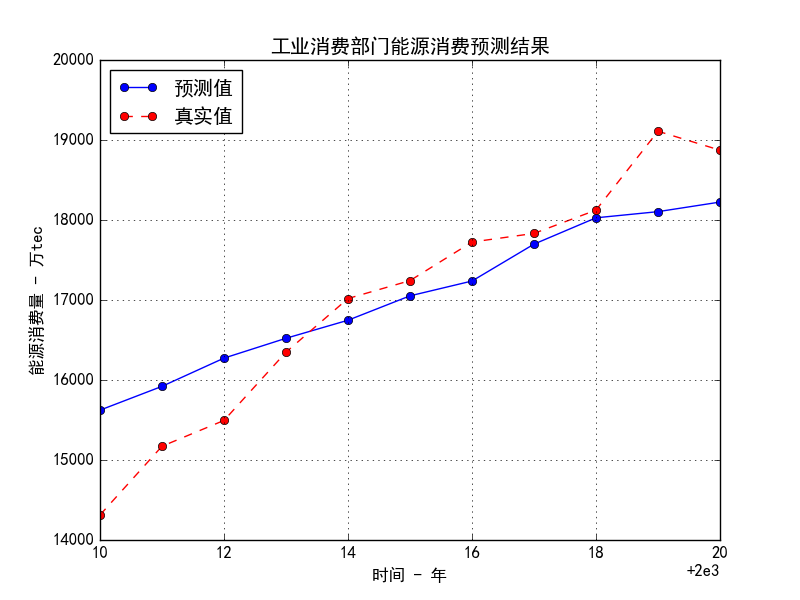 工业消费部门能源消费预测结果
预测值
真实值
20000
19000
18000
17000
16000
15000
14000
能源消费量 - 万tec
10 12 14 16 18 20
+2e3
时间 - 年